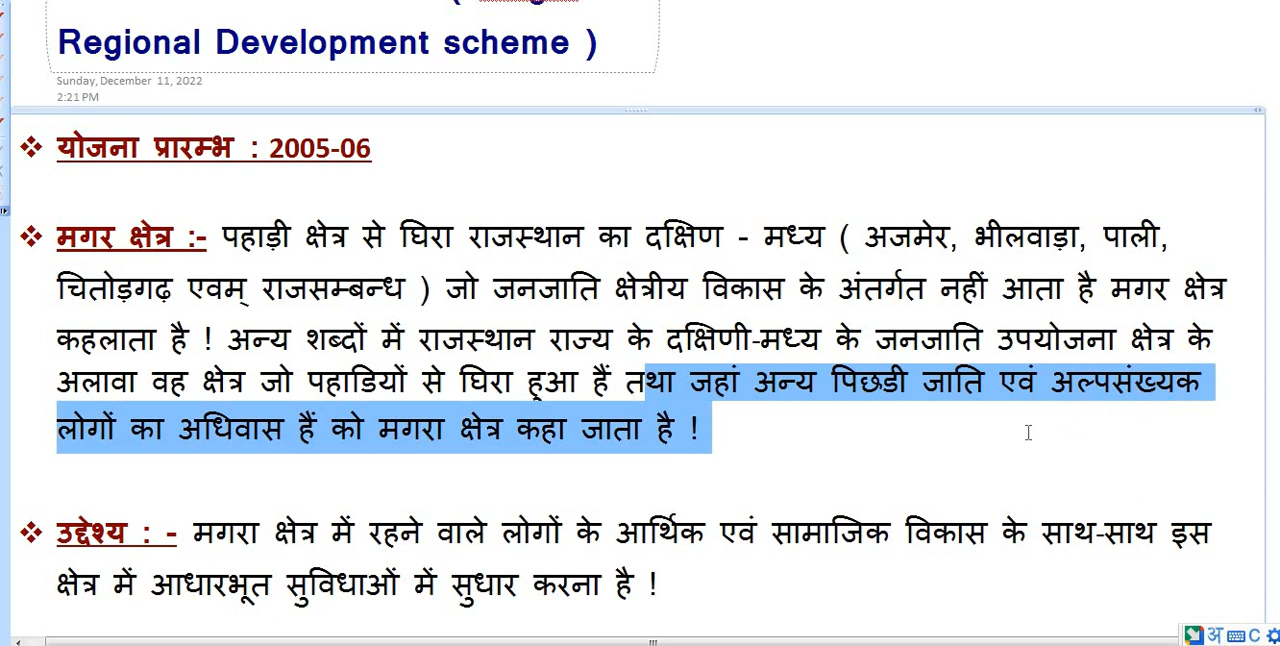 Regional Development scheme )
Sunday, December 11, 2022
2:21 PM
❖ योजना प्रारम्भ : 2005-06
❖ मगर क्षेत्र :- पहाड़ी क्षेत्र से घिरा राजस्थान का दक्षिण - मध्य ( अजमेर, भीलवाड़ा, पाली,
चितोड़गढ़ एवम् राजसम्बन्ध ) जो जनजाति क्षेत्रीय विकास के अंतर्गत नहीं आता है मगर क्षेत्र
कहलाता है ! अन्य शब्दों में राजस्थान राज्य के दक्षिणी-मध्य के जनजाति उपयोजना क्षेत्र के
अलावा वह क्षेत्र जो पहाडियों से घिरा हुआ हैं तथा जहां अन्य पिछडी जाति एवं अल्पसंख्यक
लोगों का अधिवास हैं को मगरा क्षेत्र कहा जाता है !
❖ उद्देश्य : - मगरा क्षेत्र में रहने वाले लोगों के आर्थिक एवं सामाजिक विकास के साथ-साथ इस
क्षेत्र में आधारभूत सुविधाओं में सुधार करना है !
अ C